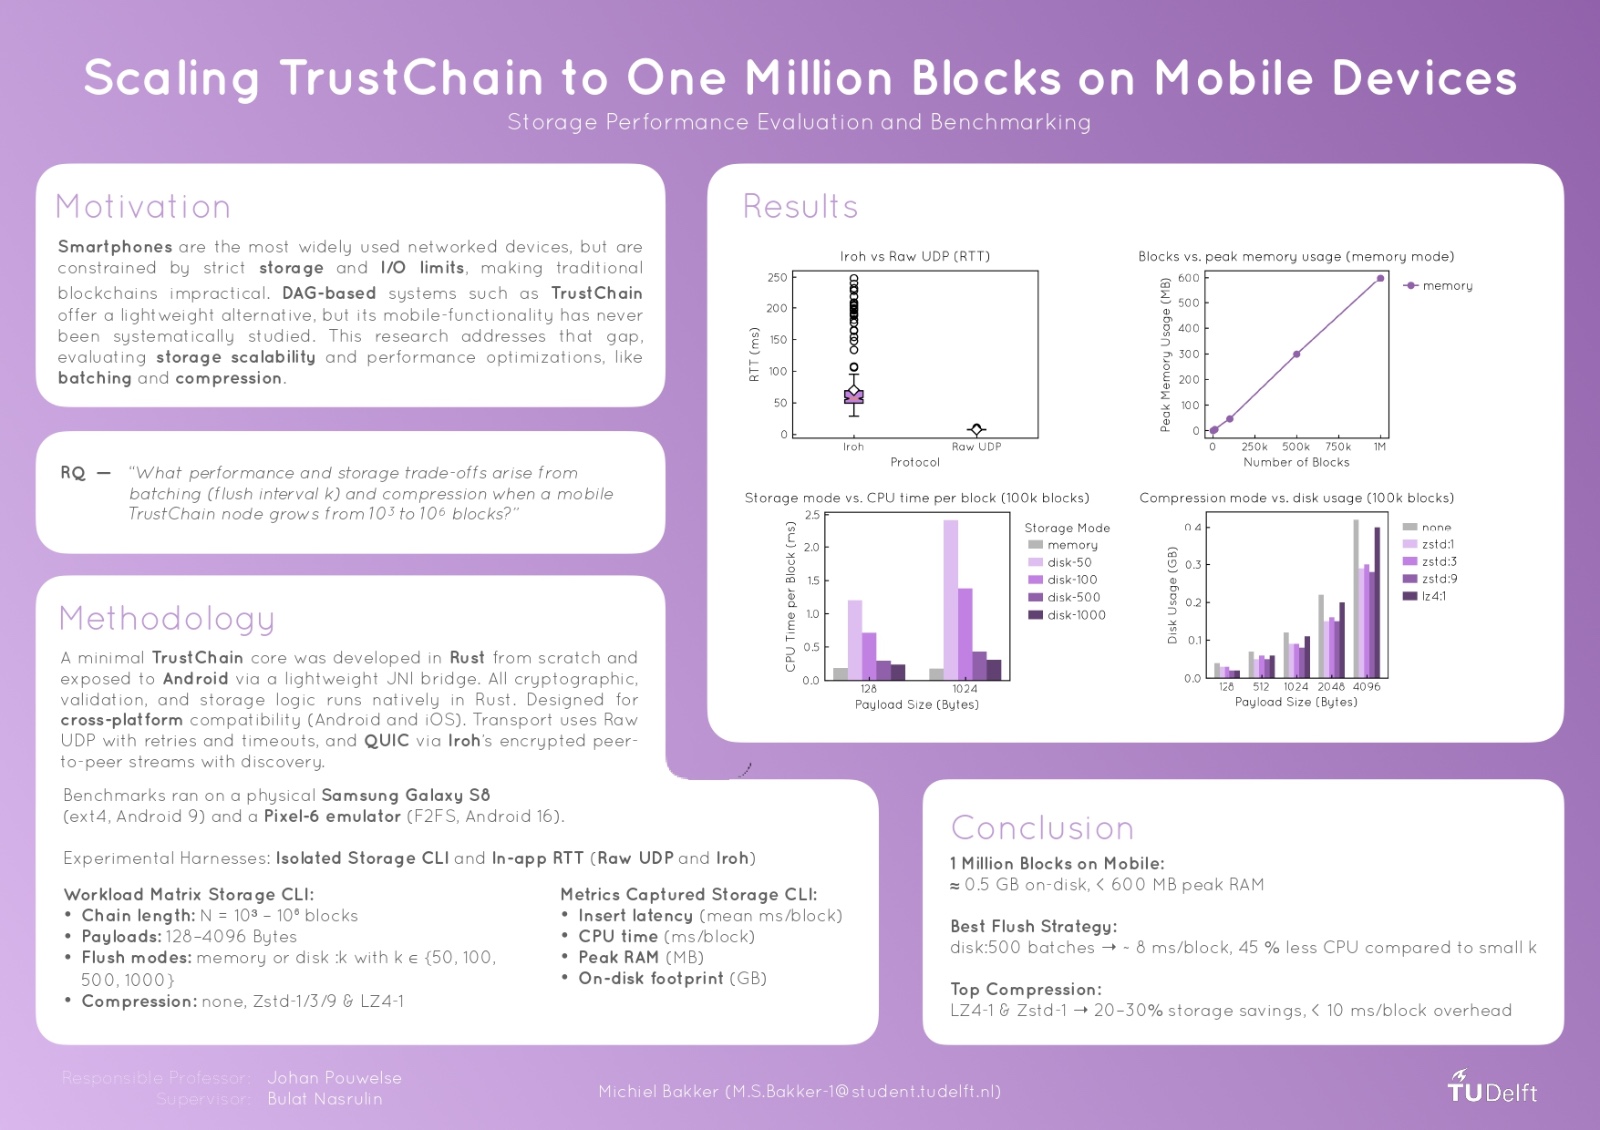 Scaling TrustChain to One Million Blocks on Mobile Devices
Storage Performance Evaluation and Benchmarking
Motivation
Smartphones are the most widely used networked devices, but are
constrained by strict storage and I/O limits, making traditional
blockchains impractical. DAG-based systems such as TrustChain
offer a lightweight alternative, but its mobile-functionality has never
been systematically studied. This research addresses that gap,
evaluating storage scalability and performance optimizations, like
batching and compression.
RQ — "What performance and storage trade-offs arise from
batching (flush interval k) and compression when a mobile
TrustChain node grows from 10³ to 10⁶ blocks?"
Methodology
A minimal TrustChain core was developed in Rust from scratch and
exposed to Android via a lightweight JNI bridge. All cryptographic,
validation, and storage logic runs natively in Rust. Designed for
cross-platform compatibility (Android and iOS). Transport uses Raw
UDP with retries and timeouts, and QUIC via Iroh's encrypted peer-
to-peer streams with discovery.
Benchmarks ran on a physical Samsung Galaxy S8
(ext4, Android 9) and a Pixel-6 emulator (F2FS, Android 16).
Experimental Harnesses: Isolated Storage CLI and In-app RTT (Raw UDP and Iroh)
Workload Matrix Storage CLI:
• Chain length: N = 10³ – 10⁶ blocks
• Payloads: 128–4096 Bytes
• Flush modes: memory or disk :k with k ∈ {50, 100,
500, 1000}
• Compression: none, Zstd-1/3/9 & LZ4-1
Metrics Captured Storage CLI:
• Insert latency (mean ms/block)
• CPU time (ms/block)
• Peak RAM (MB)
• On-disk footprint (GB)
Results
Iroh vs Raw UDP (RTT)
RTT (ms)
250
200
150
100
50
0
Iroh
Raw UDP
Protocol
Blocks vs. peak memory usage (memory mode)
Peak Memory Usage (MB)
600
500
400
300
200
100
0
0 250k 500k 750k 1M
Number of Blocks
memory
Storage mode vs. CPU time per block (100k blocks)
CPU Time per Block (ms)
2.5
2.0
1.5
1.0
0.5
0.0
128 1024
Payload Size (Bytes)
Storage Mode
memory
disk-50
disk-100
disk-500
disk-1000
Compression mode vs. disk usage (100k blocks)
Disk Usage (GB)
0.4
0.3
0.2
0.1
0.0
128 512 1024 2048 4096
Payload Size (Bytes)
none
zstd:1
zstd:3
zstd:9
lz4:1
Conclusion
1 Million Blocks on Mobile:
≈ 0.5 GB on-disk, < 600 MB peak RAM
Best Flush Strategy:
disk:500 batches → ~ 8 ms/block, 45 % less CPU compared to small k
Top Compression:
LZ4-1 & Zstd-1 → 20–30% storage savings, < 10 ms/block overhead
Responsible Professor: Johan Pouwelse
Supervisor: Bulat Nasrulin
Michiel Bakker (M.S.Bakker-1@student.tudelft.nl)
TUDelft